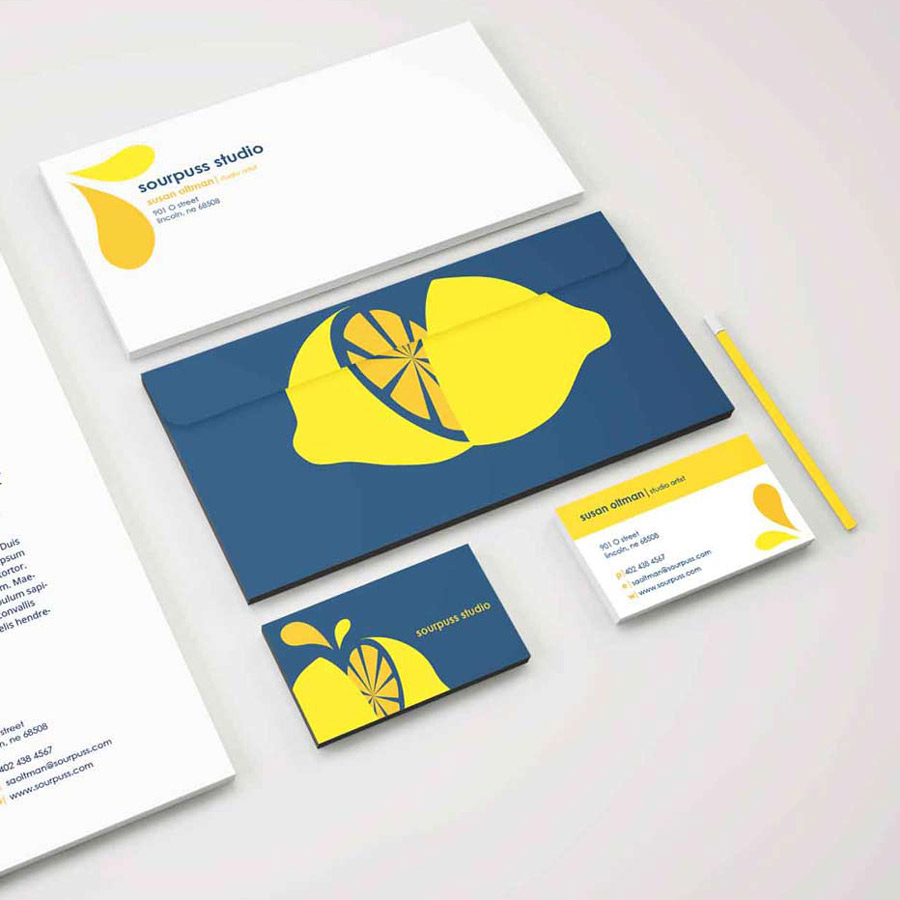 sourpuss studio
susan oltman | studio artist
901 O street
lincoln, ne 68508
susan oltman | studio artist
901 O street
lincoln, ne 68508
p| 402 438 4567
e| saoltman@sourpuss.com
w| www.sourpuss.com
sourpuss studio
Duis
psum
tortor.
m. Mae-
bulum sapi-
convallis
elis hendre-
street
n, ne 68508
402 438 4567
saoltman@sourpuss.com
w| www.sourpuss.com